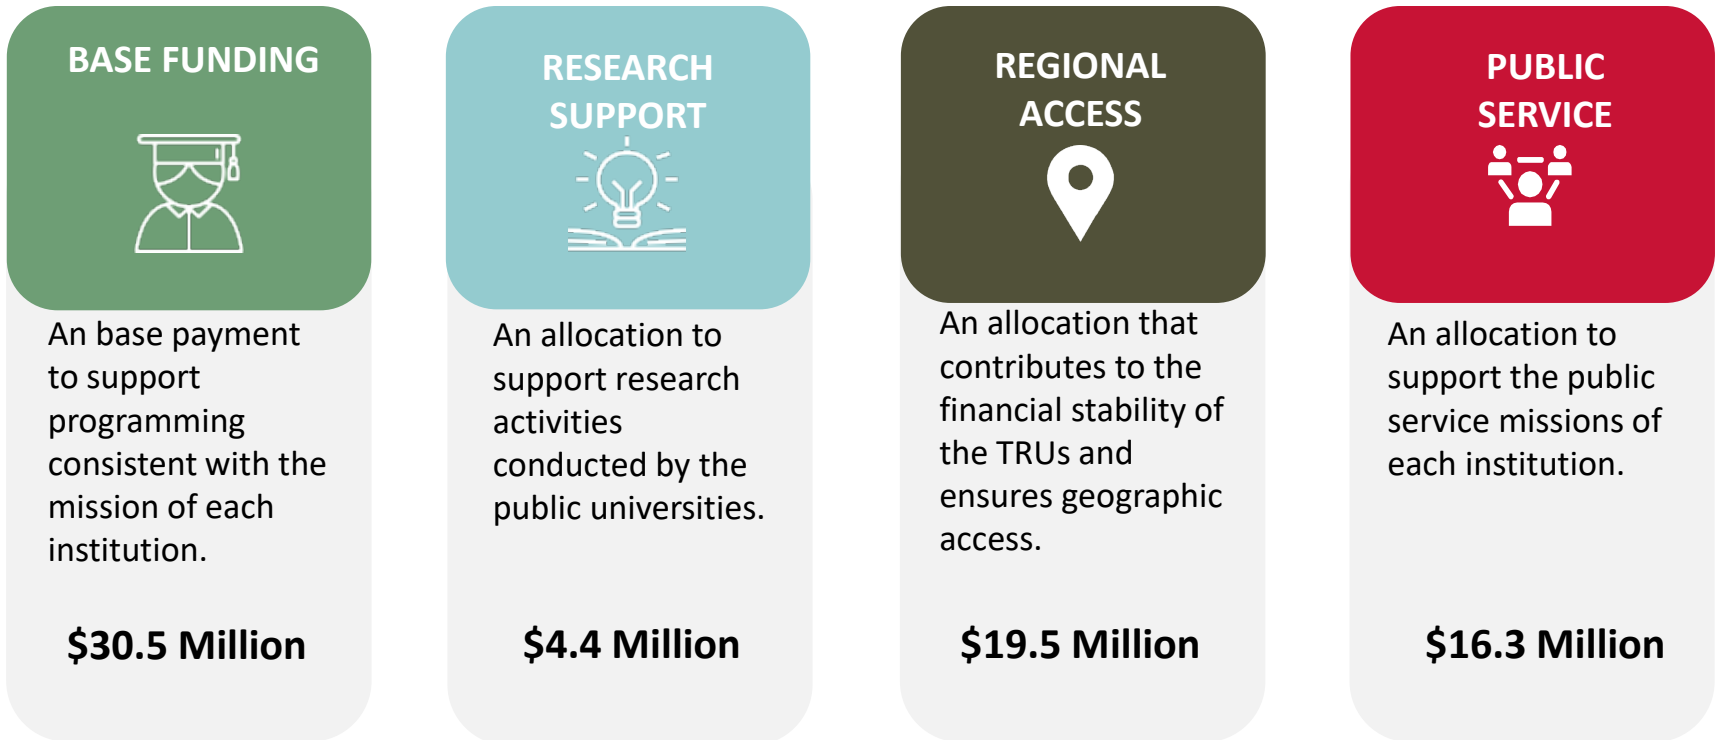 BASE FUNDING
An base payment
to support
programming
consistent with the
mission of each
institution.
$30.5 Million
RESEARCH
SUPPORT
An allocation to
support research
activities
conducted by the
public universities.
$4.4 Million
REGIONAL
ACCESS
An allocation that
contributes to the
financial stability of
the TRUs and
ensures geographic
access.
$19.5 Million
PUBLIC
SERVICE
An allocation to
support the public
service missions of
each institution.
$16.3 Million